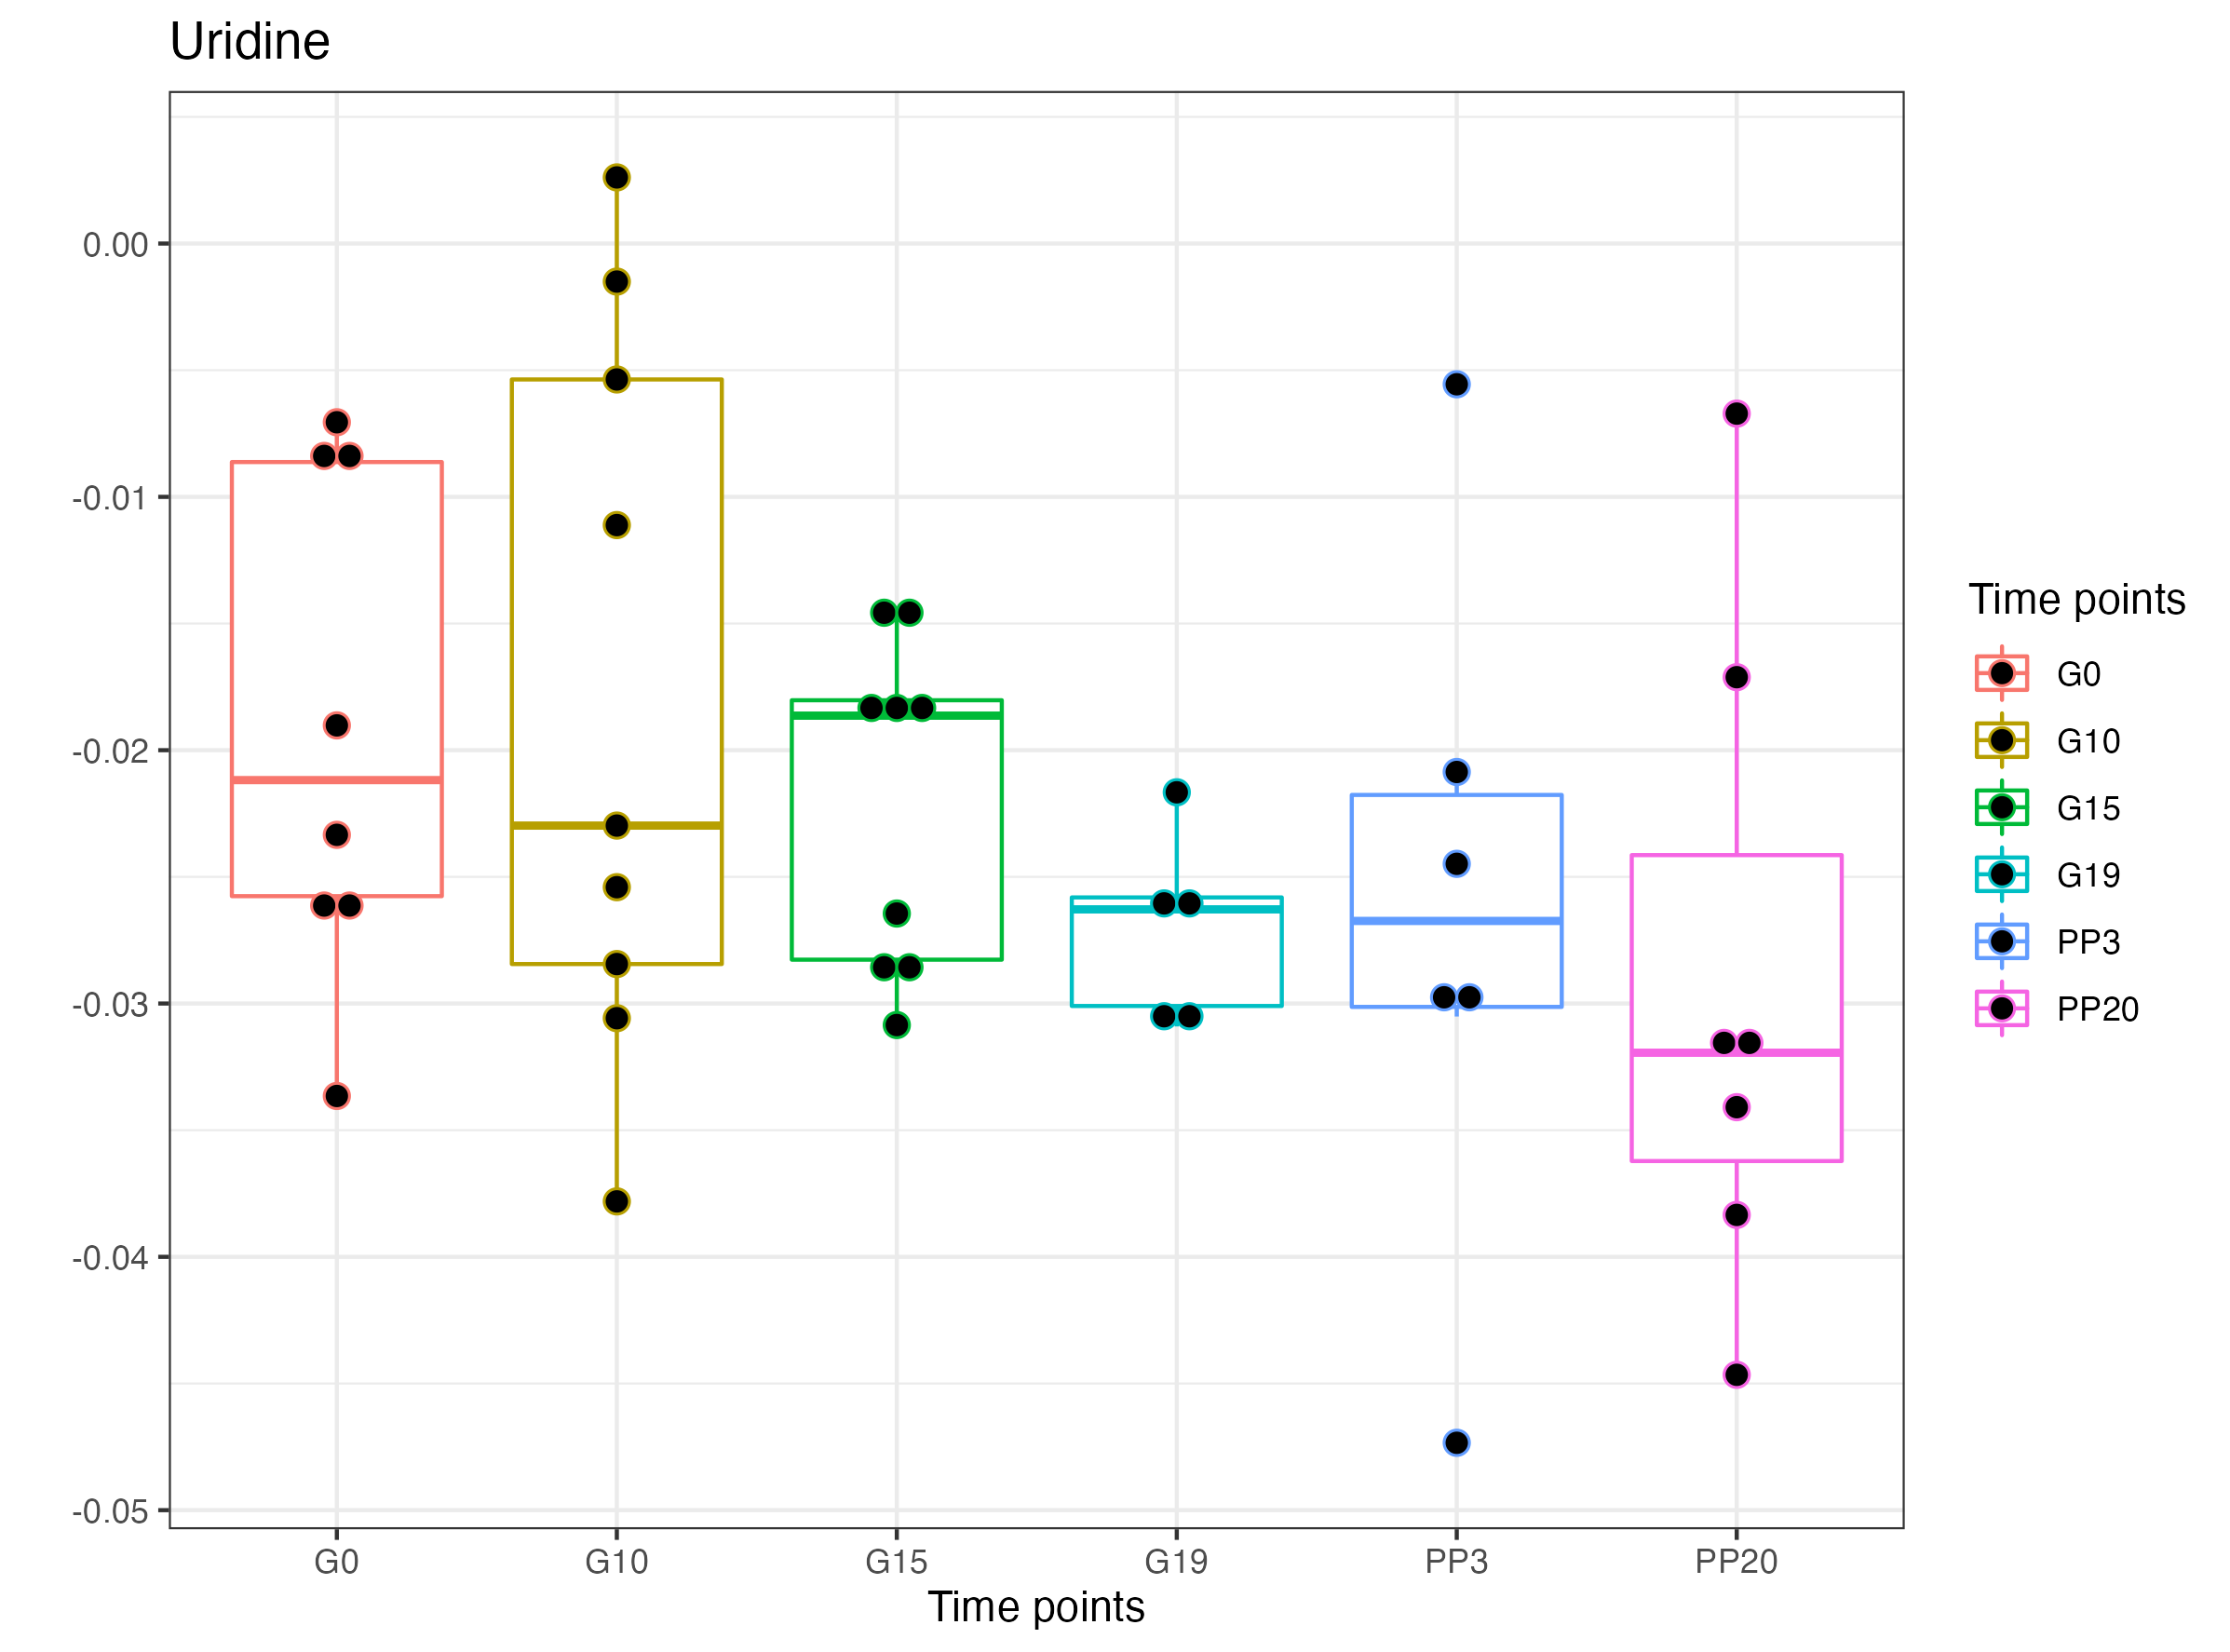 Uridine
0.00
-0.01
-0.02
-0.03
-0.04
-0.05
G0 G10 G15 G19 PP3 PP20
Time points
Time points
G0
G10
G15
G19
PP3
PP20